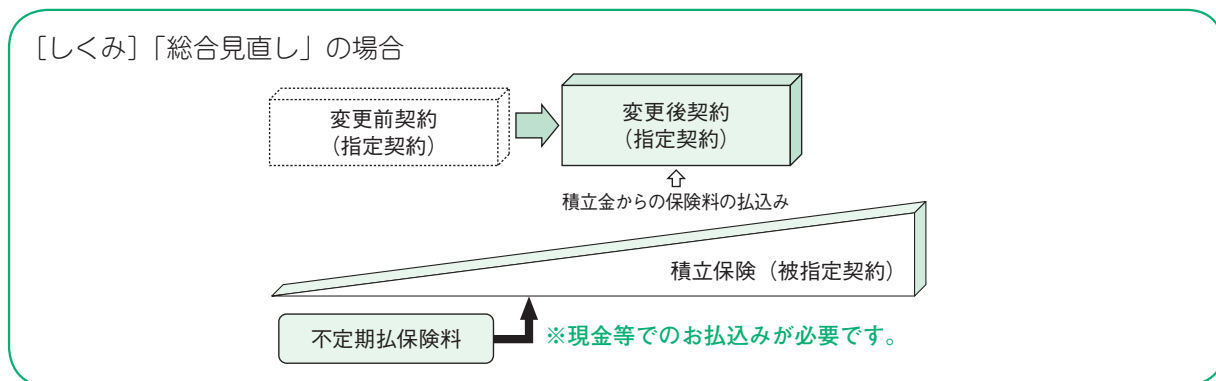 ［しくみ］「総合見直し」の場合
変更前契約
（指定契約）
変更後契約
（指定契約）
積立金からの保険料の払込み
積立保険（被指定契約）
不定期払保険料
※現金等でのお払込みが必要です。